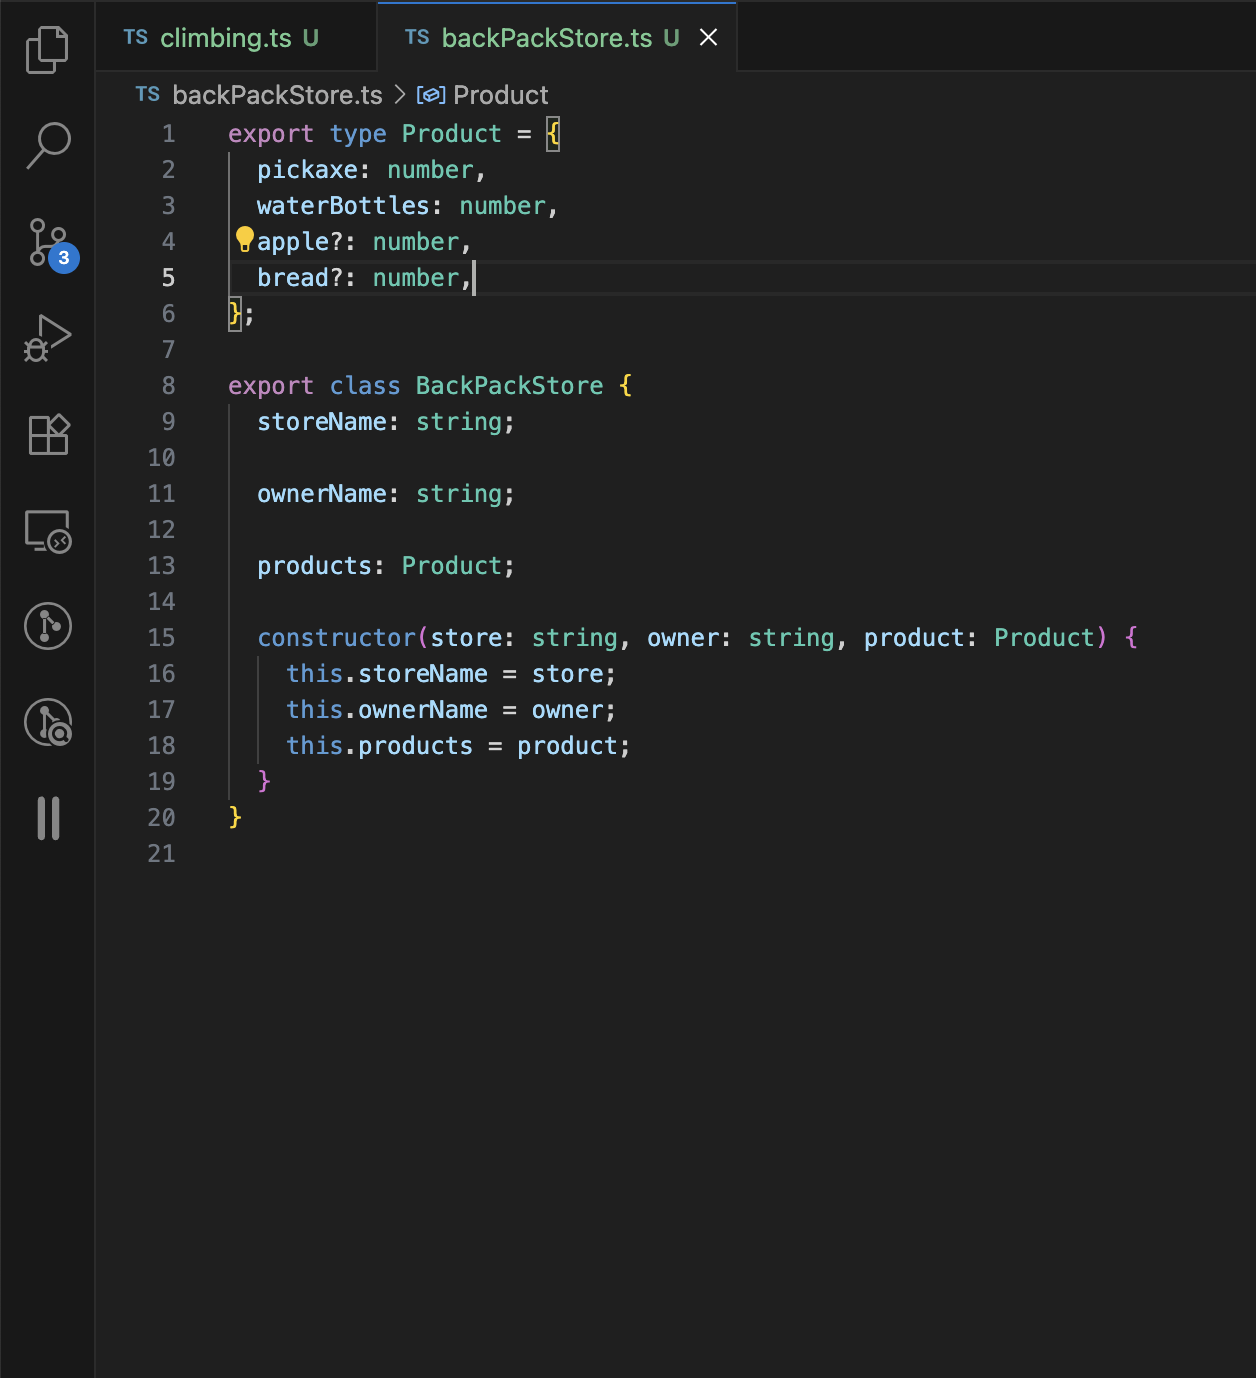 TS climbing.ts U TS backPackStore.ts U
TS backPackStore.ts > Product
1 export type Product = {
2 pickaxe: number,
3 waterBottles: number,
4 apple?: number,
5 bread?: number,
6 };
7
8 export class BackPackStore {
9 storeName: string;
10
11 ownerName: string;
12
13 products: Product;
14
15 constructor(store: string, owner: string, product: Product) {
16 this.storeName = store;
17 this.ownerName = owner;
18 this.products = product;
19 }
20 }
21
3